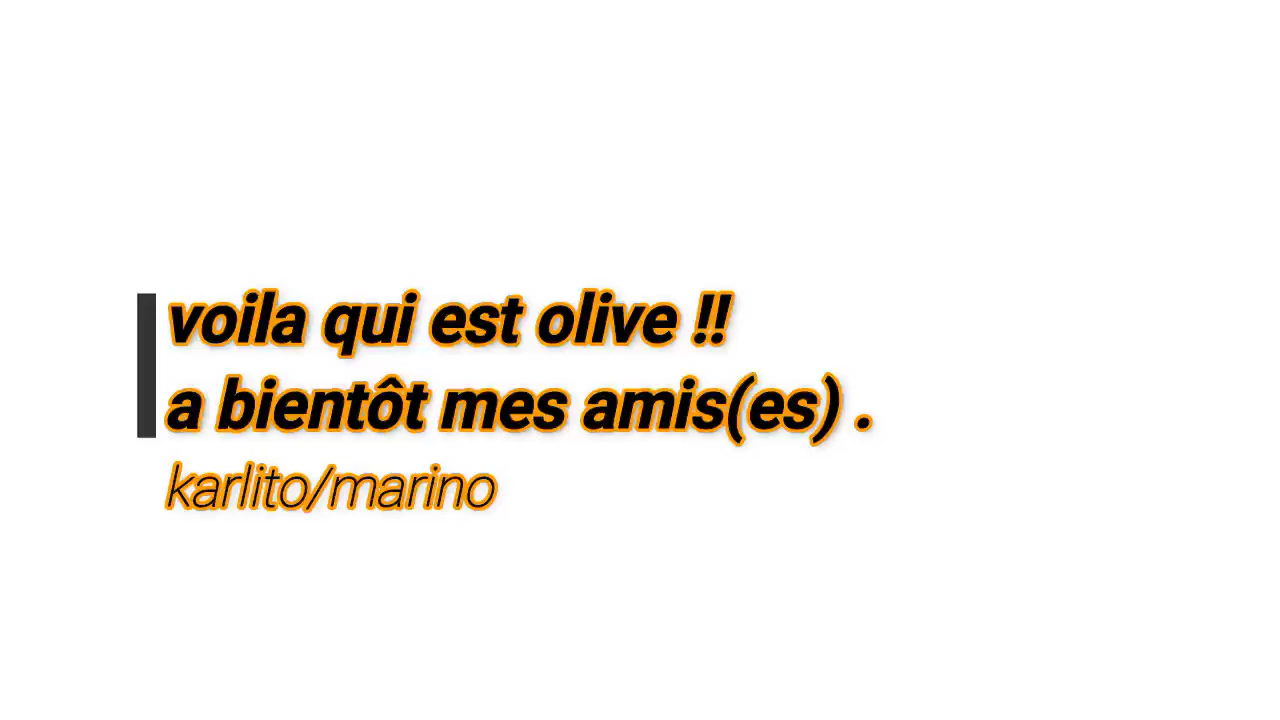 voila qui est olive !!
a bientôt mes amis(es) .
karlito/marino